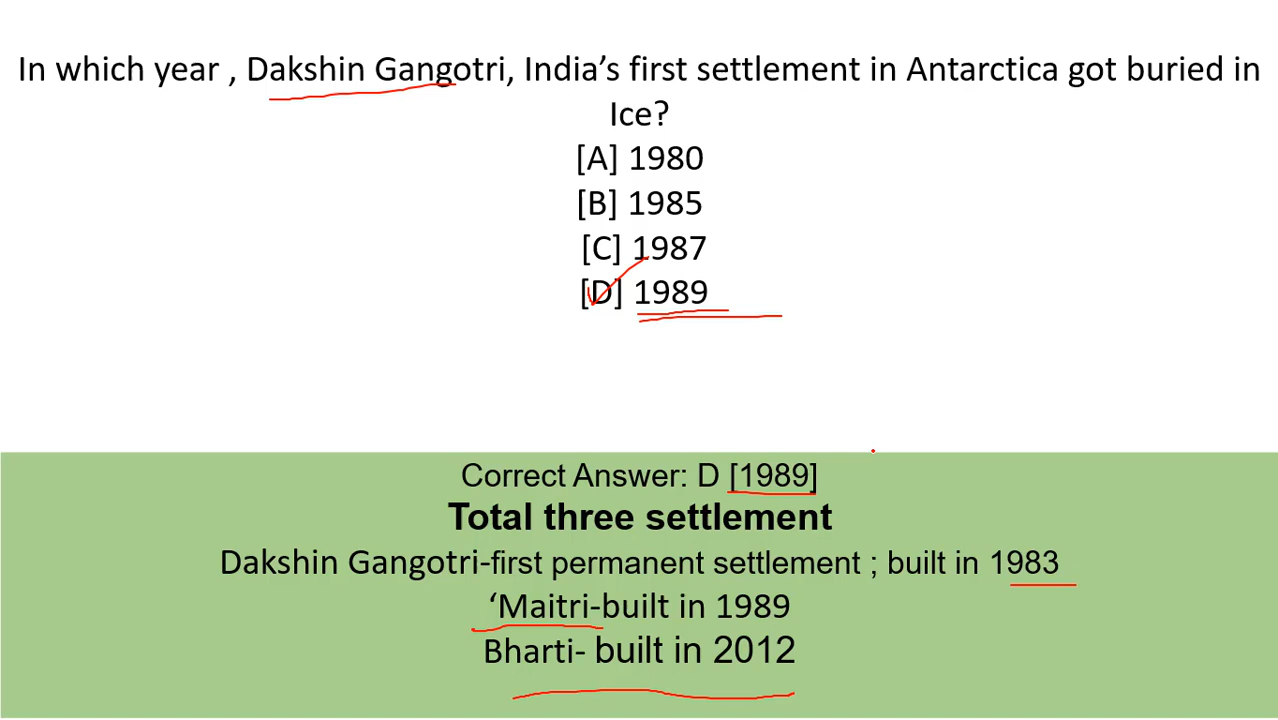 In which year , Dakshin Gangotri, India’s first settlement in Antarctica got buried in
Ice?
[A] 1980
[B] 1985
[C] 1987
[D] 1989
Correct Answer: D [1989]
Total three settlement
Dakshin Gangotri-first permanent settlement ; built in 1983
‘Maitri-built in 1989
Bharti- built in 2012